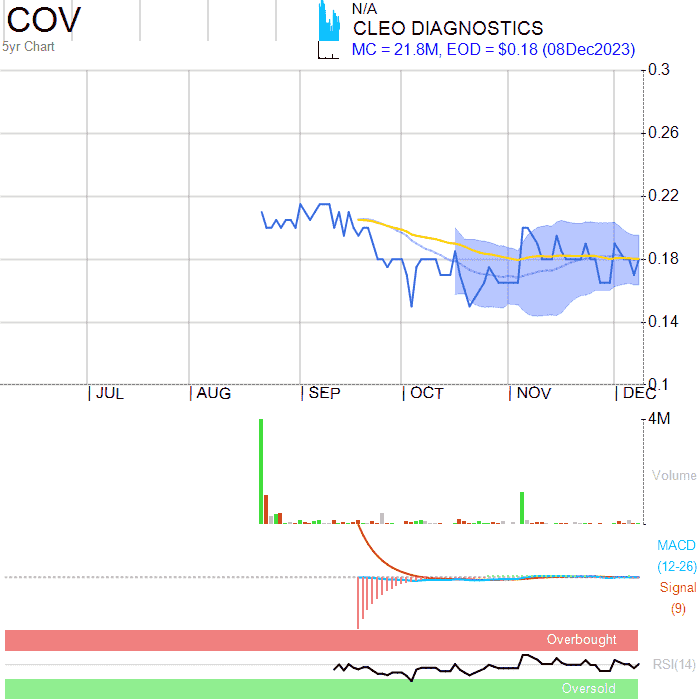 COV
5yr Chart
N/A
CLEO DIAGNOSTICS
MC = 21.8M, EOD = $0.18 (08Dec2023)
0.3
0.26
0.22
0.18
0.14
0.1
JUL AUG SEP OCT NOV DEC
4M
Volume
MACD
(12-26)
Signal
(9)
Overbought
RSI(14)
Oversold